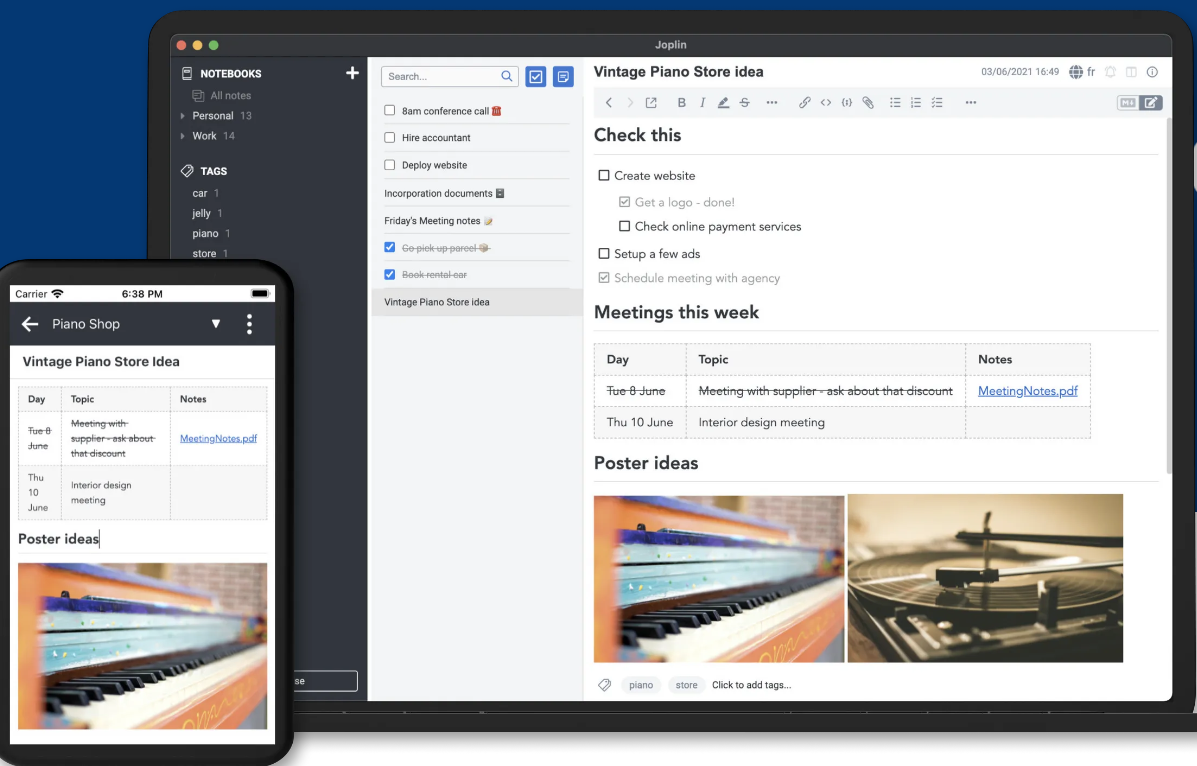 Joplin
NOTEBOOKS
All notes
Personal 13
Work 14
TAGS
car 1
jelly 1
piano 1
store 1
se
Search...
8am conference call
Hire accountant
Deploy website
Incorporation documents
Friday's Meeting notes
Go pick up parcel
Book rental car
Vintage Piano Store idea
Vintage Piano Store idea
03/06/2021 16:49 fr
B I S
M
Check this
Create website
Get a logo - done!
Check online payment services
Setup a few ads
Schedule meeting with agency
Meetings this week
Day Topic Notes
Tue 8 June Meeting with supplier - ask about that discount MeetingNotes.pdf
Thu 10 June Interior design meeting
Poster ideas
piano store Click to add tags...
Carrier 6:38 PM
Piano Shop
Vintage Piano Store Idea
Day Topic Notes
Tue 8 June Meeting with supplier - ask about that discount MeetingNotes.pdf
Thu 10 June Interior design meeting
Poster ideas